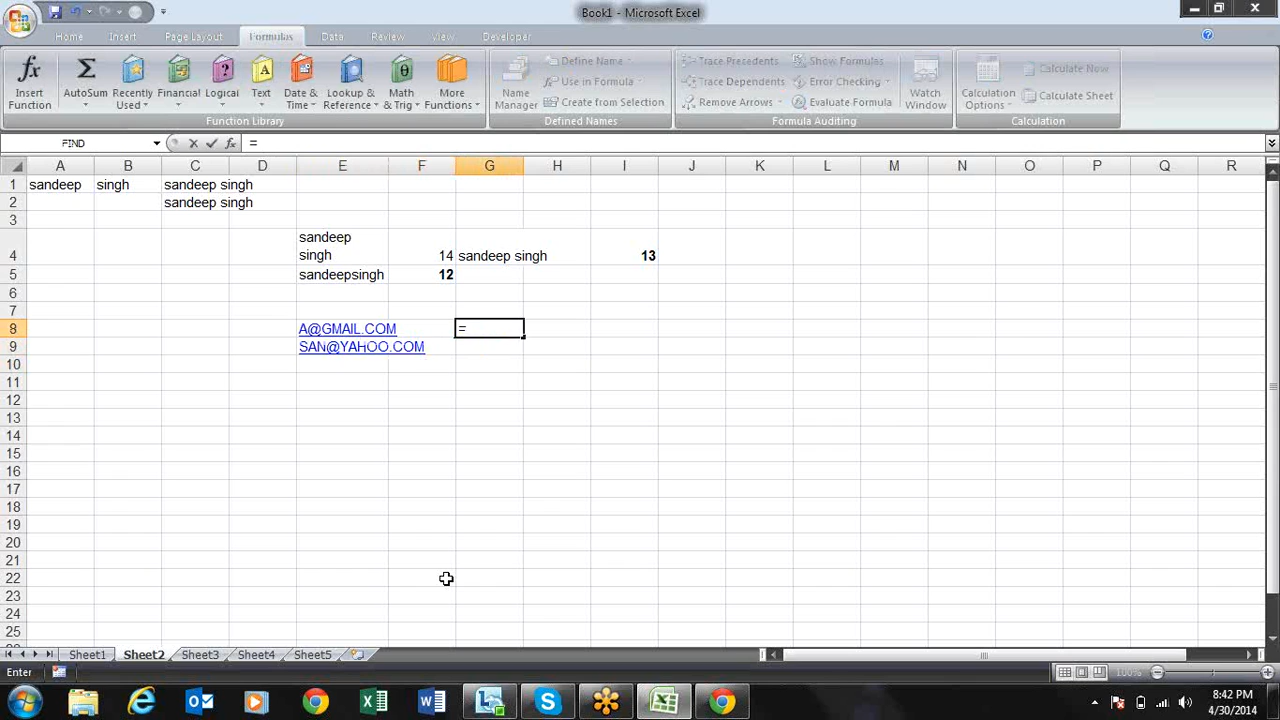 Book1 - Microsoft Excel
Home Insert Page Layout Formulas Data Review View Developer
fx Insert Function
Σ AutoSum
Recently Used
Financial
Logical
Text
Date & Time
Lookup & Reference
Math & Trig
More Functions
Function Library
Name Manager
Define Name
Use in Formula
Create from Selection
Defined Names
Trace Precedents
Trace Dependents
Remove Arrows
Show Formulas
Error Checking
Evaluate Formula
Formula Auditing
Watch Window
Calculation Options
Calculate Now
Calculate Sheet
Calculation
FIND fx =
A B C D E F G H I J K L M N O P Q R
1 sandeep singh sandeep singh
2 sandeep singh
3
sandeep
4 singh 14 sandeep singh 13
5 sandeepsingh 12
6
7
8 A@GMAIL.COM =
9 SAN@YAHOO.COM
10
11
12
13
14
15
16
17
18
19
20
21
22
23
24
25
Sheet1 Sheet2 Sheet3 Sheet4 Sheet5
Enter 100%
8:42 PM
4/30/2014